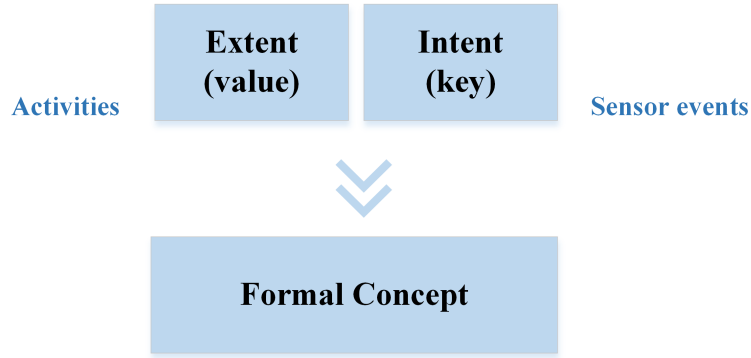 Extent
(value)
Intent
(key)
Activities
Sensor events
Formal Concept